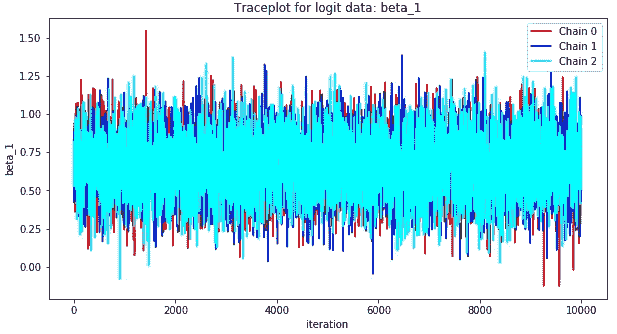 Traceplot for logit data: beta_1
Chain 0
Chain 1
Chain 2
1.50
1.25
1.00
0.75
0.50
0.25
0.00
beta_1
0 2000 4000 6000 8000 10000
iteration